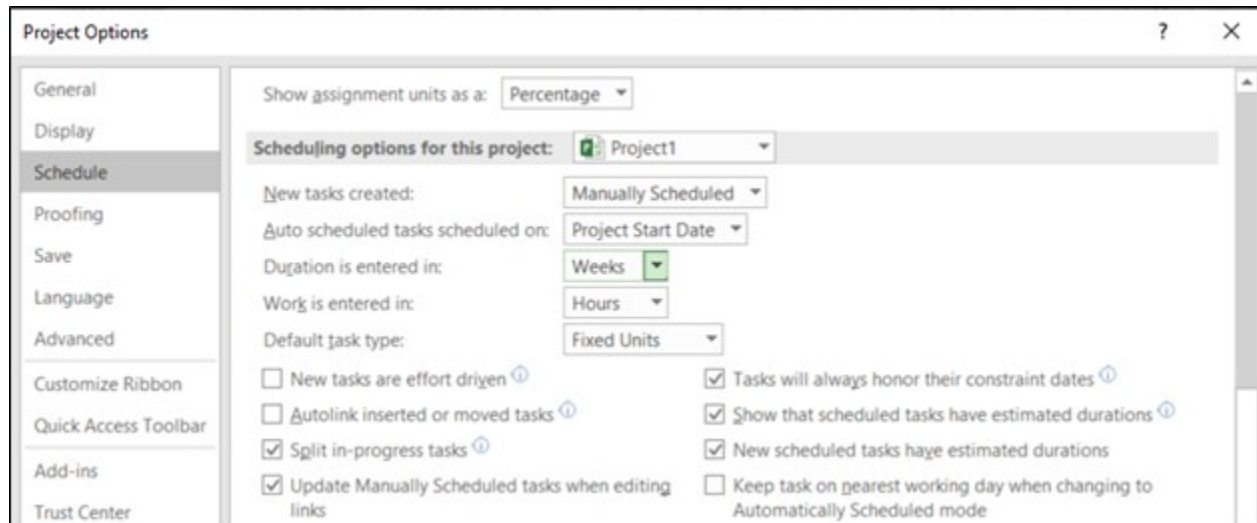 Project Options
?
General
Display
Schedule
Proofing
Save
Language
Advanced
Customize Ribbon
Quick Access Toolbar
Add-ins
Trust Center
Show assignment units as a: Percentage
Scheduling options for this project: Project1
New tasks created: Manually Scheduled
Auto scheduled tasks scheduled on: Project Start Date
Duration is entered in: Weeks
Work is entered in: Hours
Default task type: Fixed Units
New tasks are effort driven
Autolink inserted or moved tasks
Split in-progress tasks
Update Manually Scheduled tasks when editing
links
Tasks will always honor their constraint dates
Show that scheduled tasks have estimated durations
New scheduled tasks have estimated durations
Keep task on nearest working day when changing to
Automatically Scheduled mode